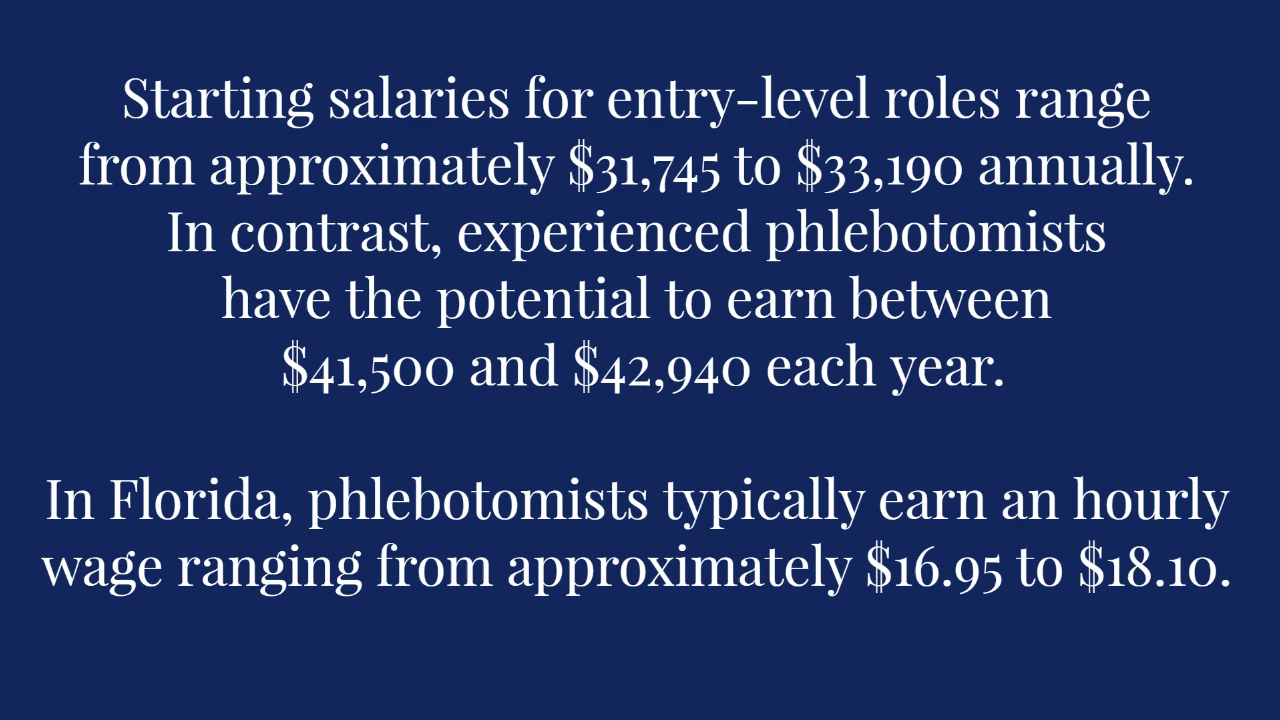 Starting salaries for entry-level roles range
from approximately $31,745 to $33,190 annually.
In contrast, experienced phlebotomists
have the potential to earn between
$41,500 and $42,940 each year.
In Florida, phlebotomists typically earn an hourly
wage ranging from approximately $16.95 to $18.10.